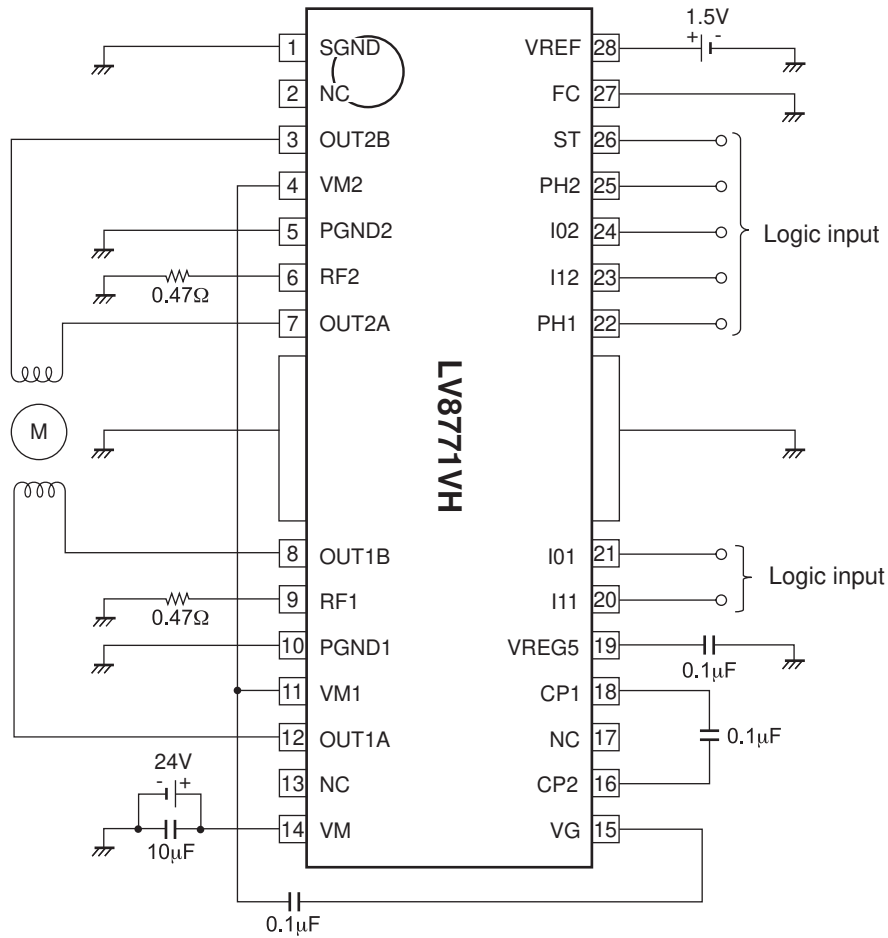 1.5V
+ -
1 SGND
VREF 28
2 NC
FC 27
3 OUT2B
ST 26
4 VM2
PH2 25
5 PGND2
I02 24
Logic input
6 RF2
0.47Ω
I12 23
7 OUT2A
PH1 22
LV8771VH
M
8 OUT1B
I01 21
Logic input
9 RF1
0.47Ω
I11 20
10 PGND1
VREG5 19
0.1µF
11 VM1
CP1 18
12 OUT1A
NC 17
0.1µF
24V
- +
13 NC
CP2 16
14 VM
10µF
VG 15
0.1µF